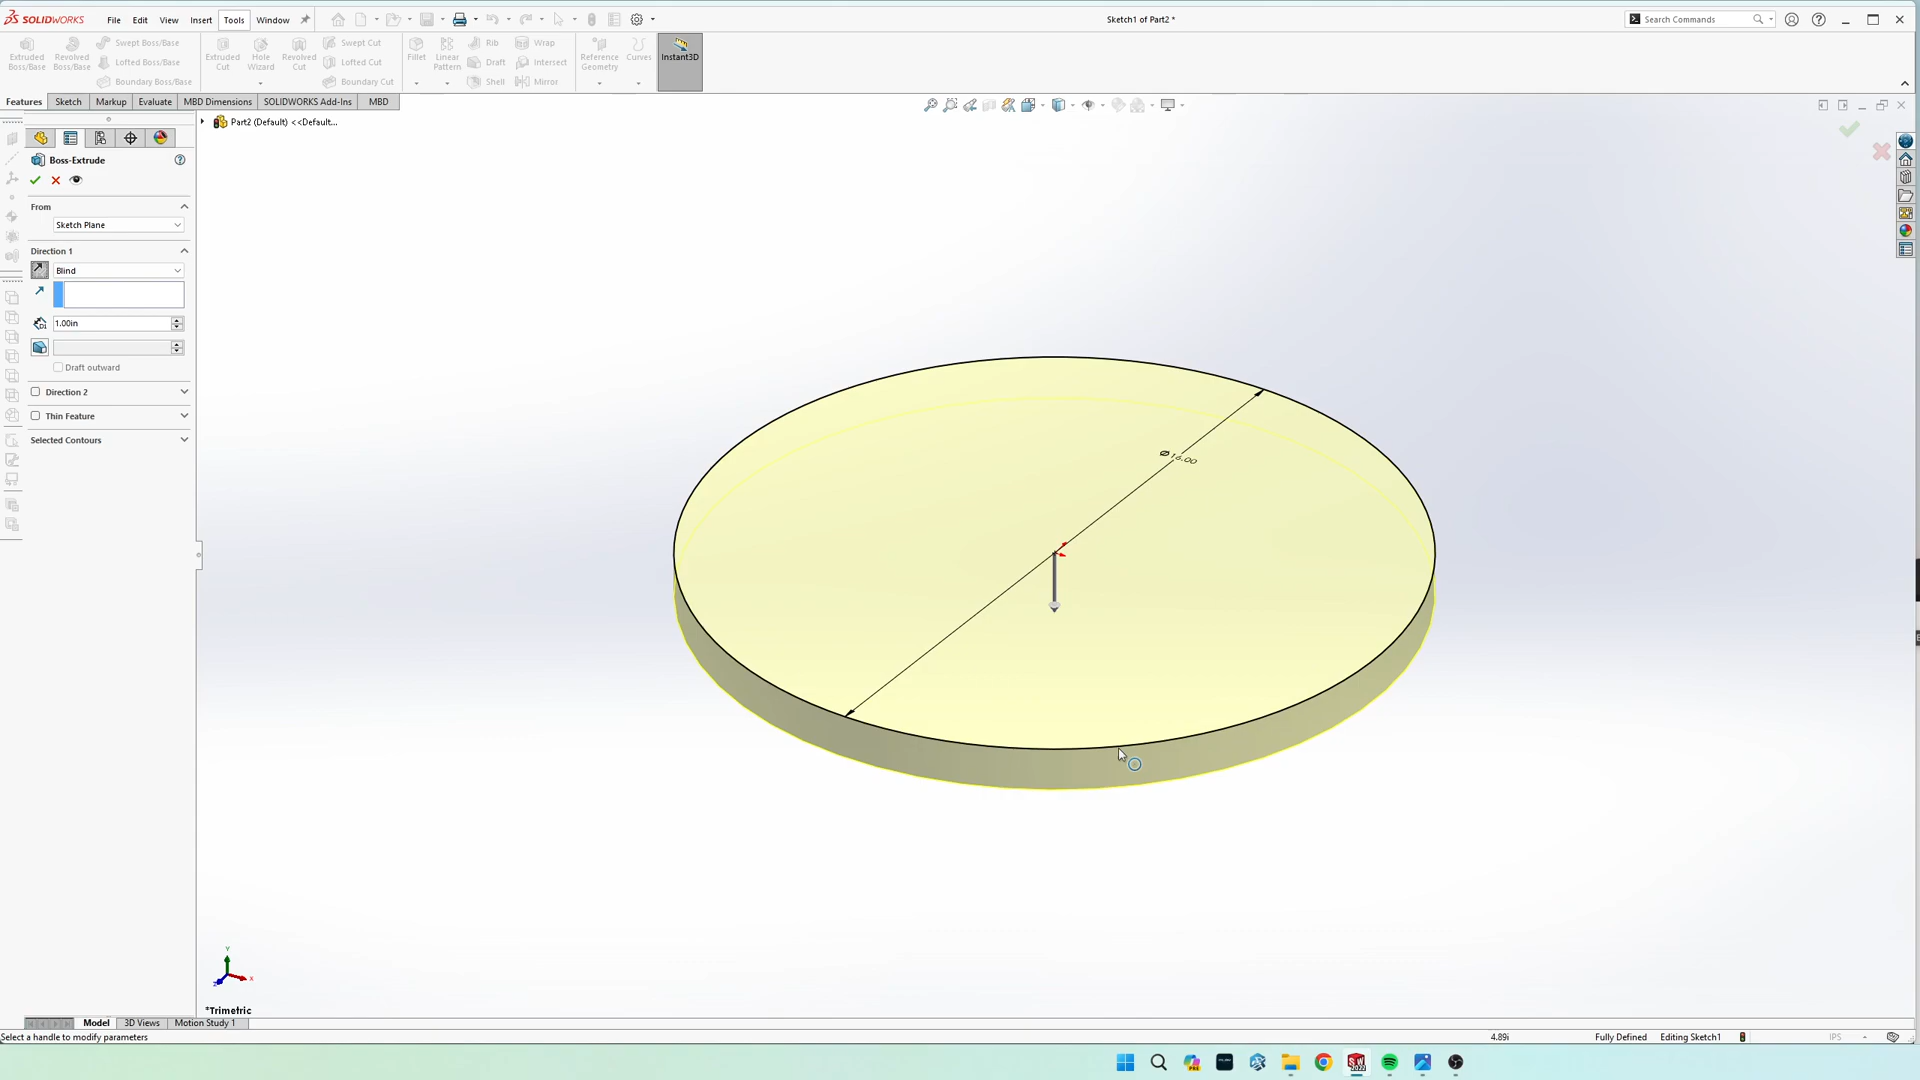 SOLIDWORKS File Edit View Insert Tools Window Sketch1 of Part2 * Search Commands
Extruded Boss/Base Revolved Boss/Base Swept Boss/Base Lofted Boss/Base Boundary Boss/Base Extruded Cut Hole Wizard Revolved Cut Swept Cut Lofted Cut Boundary Cut Fillet Linear Pattern Rib Draft Shell Wrap Intersect Mirror Reference Geometry Curves Instant3D
Features Sketch Markup Evaluate MBD Dimensions SOLIDWORKS Add-Ins MBD
Part2 (Default) <<Default...
Boss-Extrude
From
Sketch Plane
Direction 1
Blind
1.00in
Draft outward
Direction 2
Thin Feature
Selected Contours
⌀16.00
Y
X
Z
*Trimetric
Model 3D Views Motion Study 1
Select a handle to modify parameters 4.89i Fully Defined Editing Sketch1 IPS